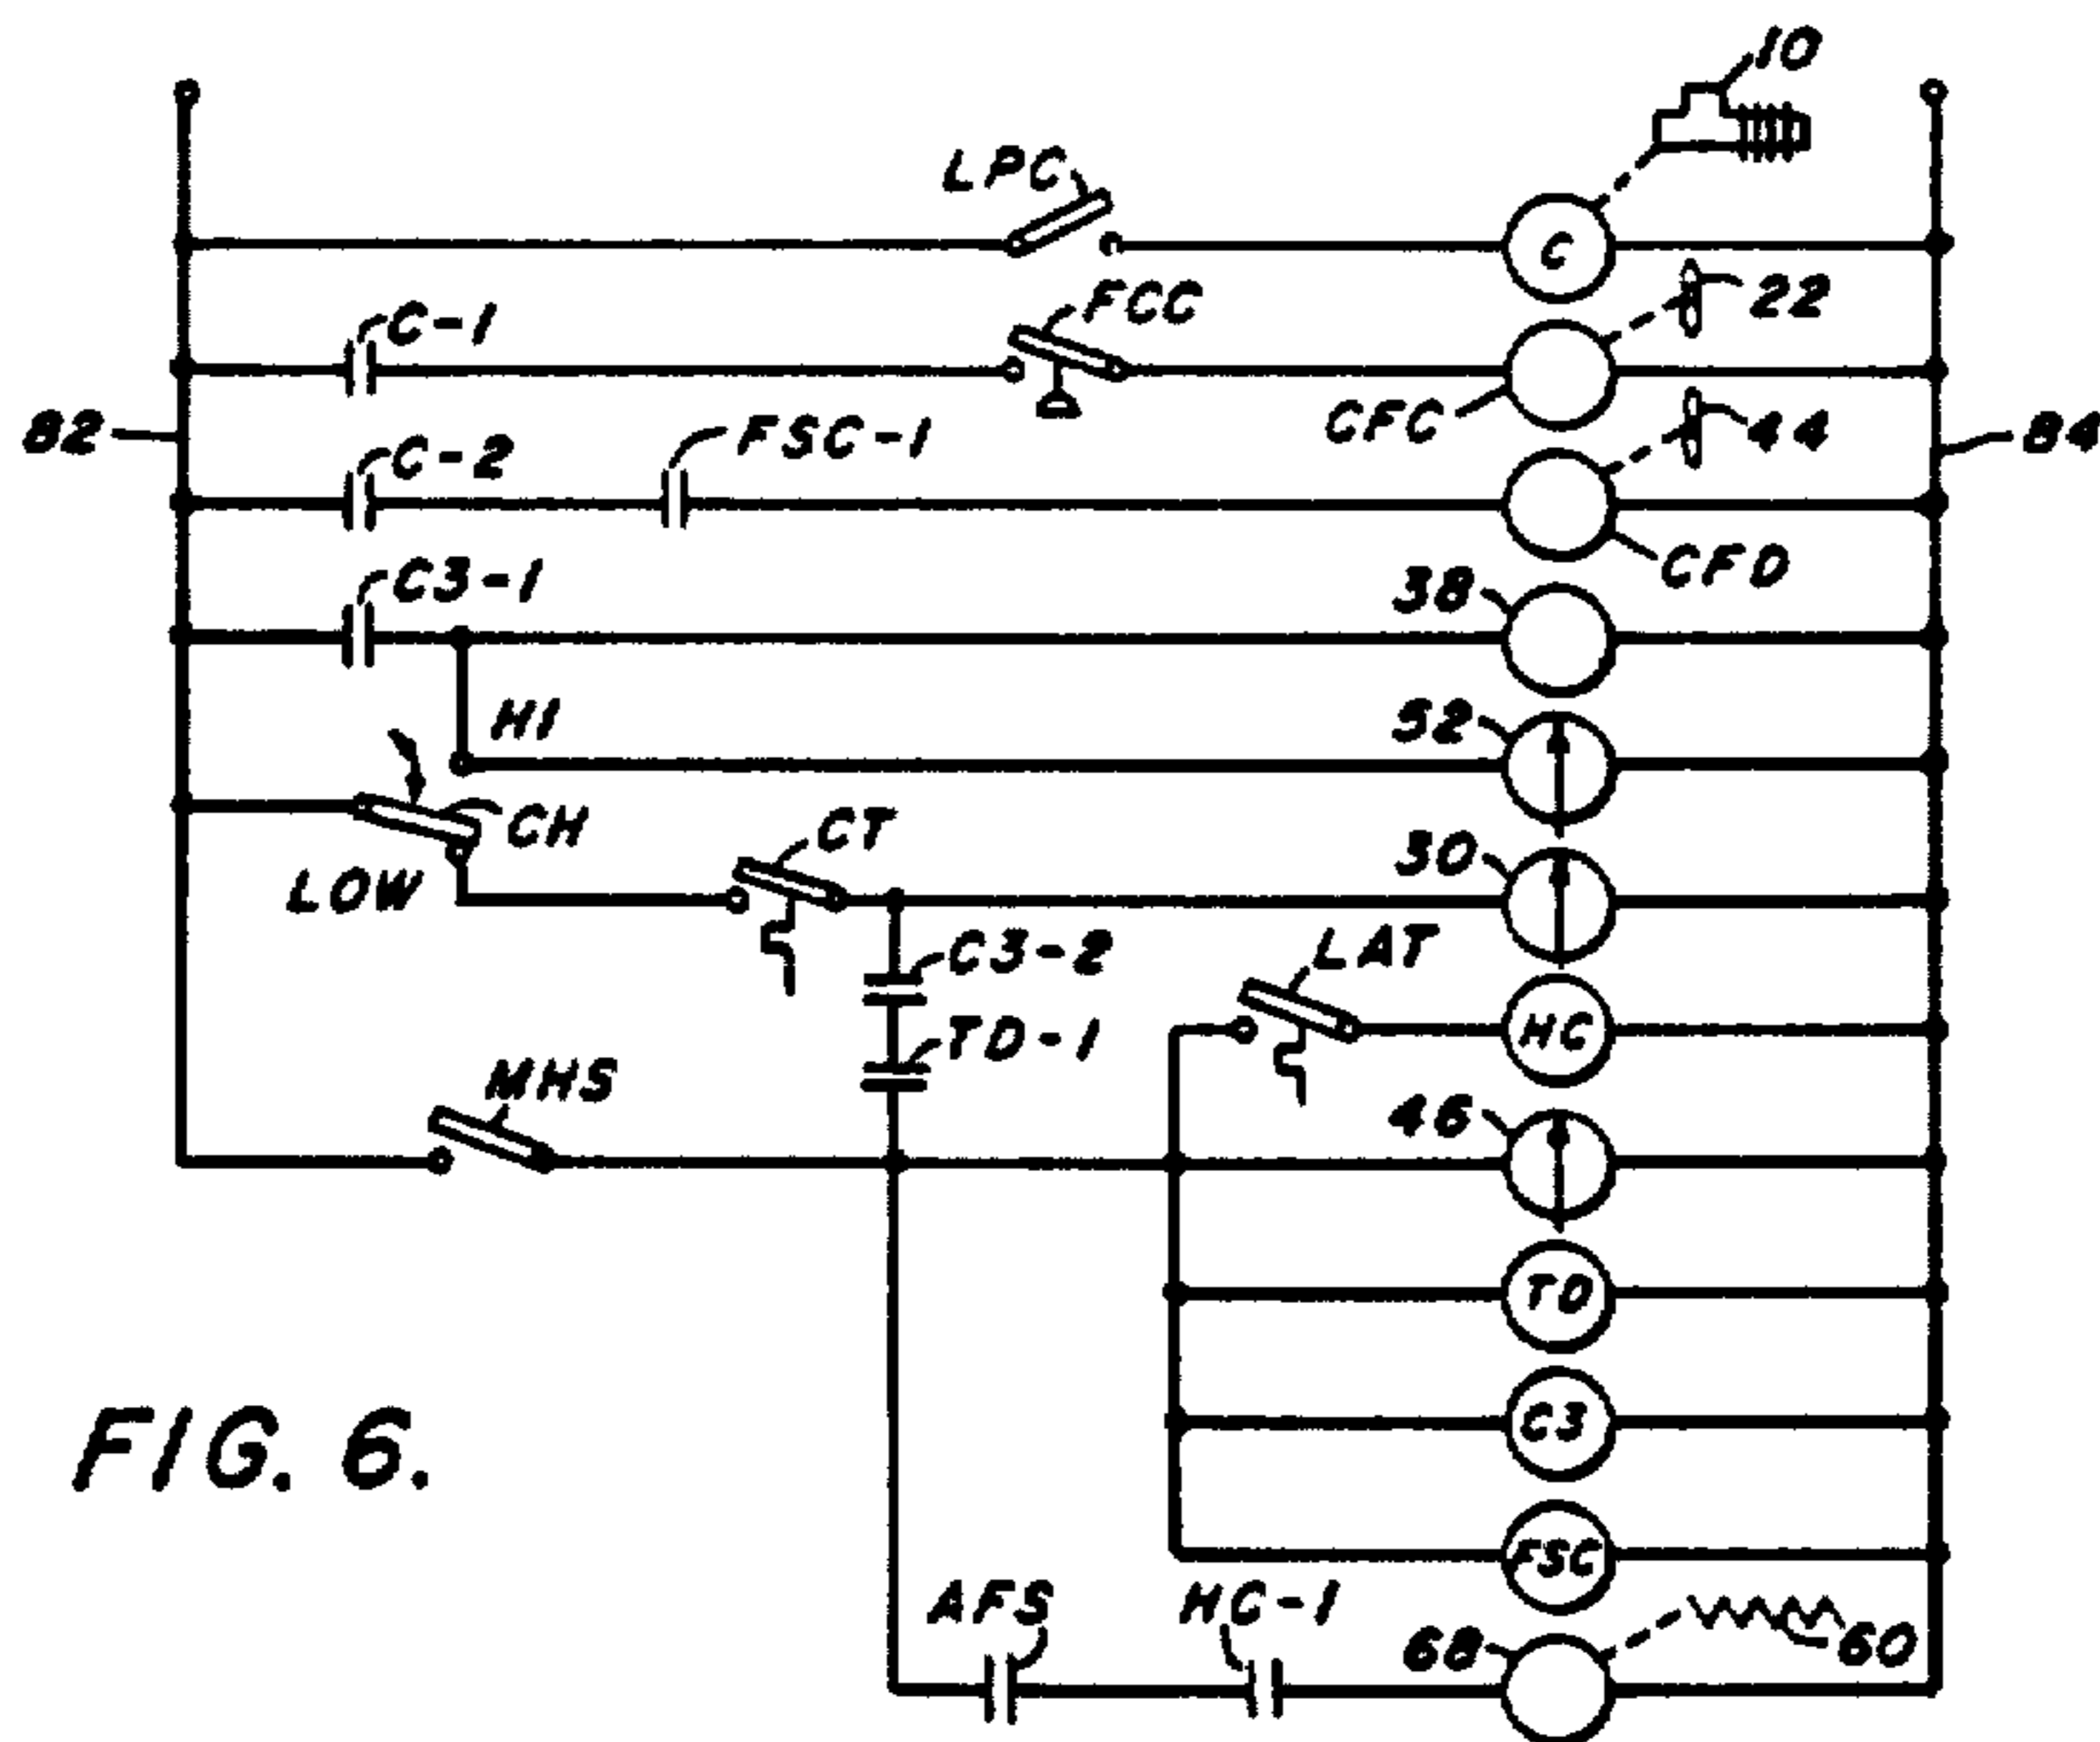 10
LPC
C
C-1
FCC
22
82
CFC
84
C-2
FSC-1
44
CFD
C3-1
38
HI
52
CH
CT
30
LOW
C3-2
LAT
TD-1
HC
MHS
46
TD
C3
FIG. 6.
FSC
AFS
HC-1
68
60